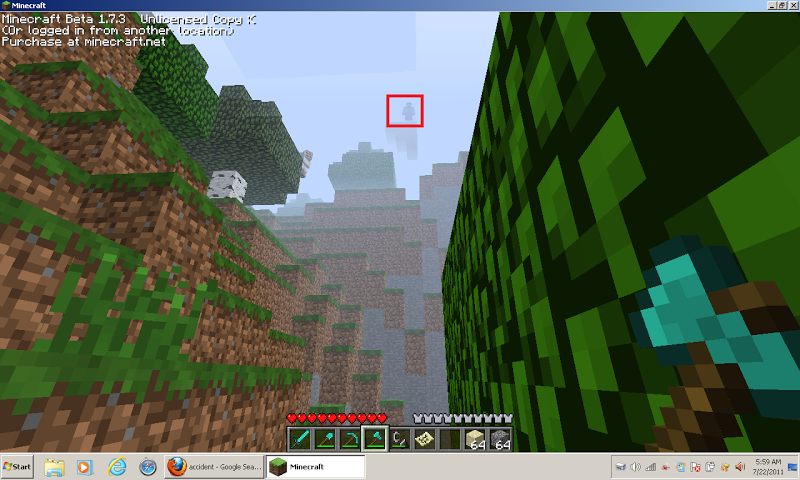 Minecraft
Minecraft Beta 1.7.3   Unlicensed Copy :(
(Or logged in from another location)
Purchase at minecraft.net
64 64
Start
accident - Google Sea...
Minecraft
5:59 AM
7/22/2011